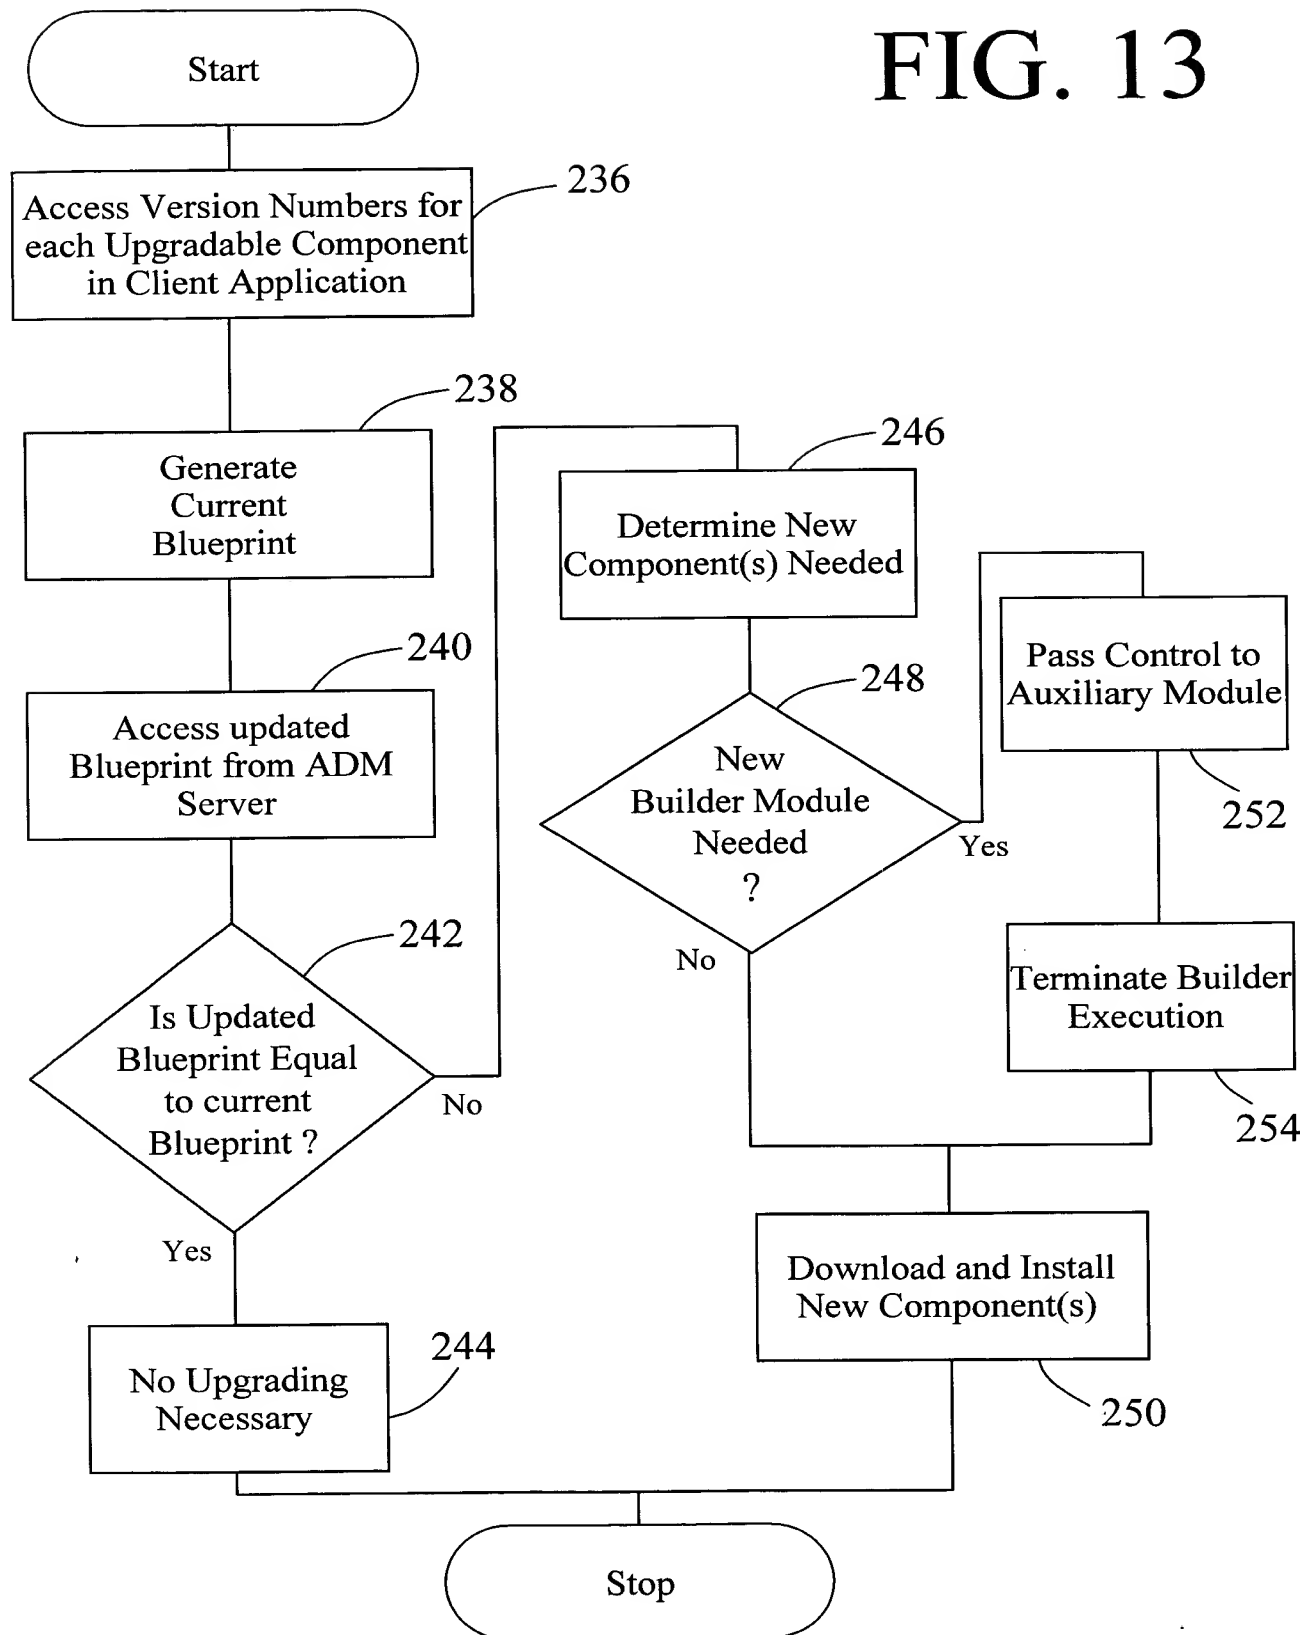 FIG. 13
Start
Access Version Numbers for
each Upgradable Component
in Client Application
236
Generate
Current
Blueprint
238
Access updated
Blueprint from ADM
Server
240
Is Updated
Blueprint Equal
to current
Blueprint ?
242
No
Yes
No Upgrading
Necessary
244
Determine New
Component(s) Needed
246
New
Builder Module
Needed
?
248
Yes
No
Pass Control to
Auxiliary Module
252
Terminate Builder
Execution
254
Download and Install
New Component(s)
250
Stop